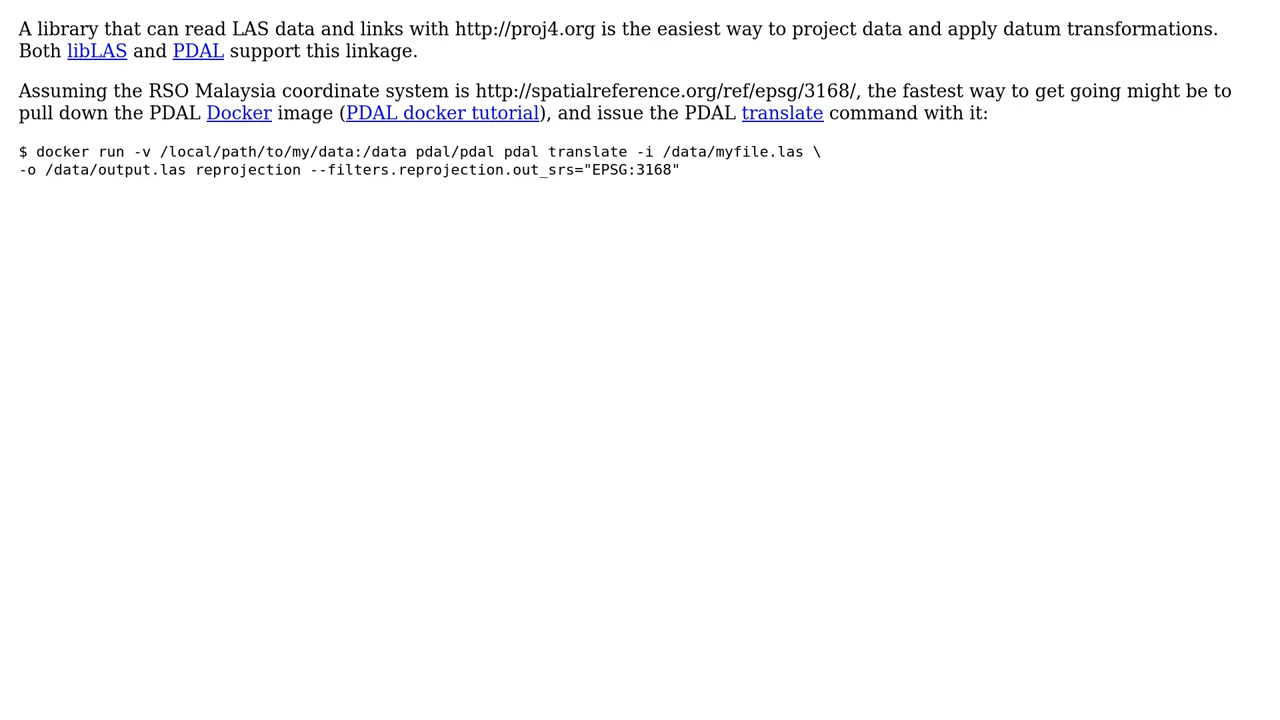 A library that can read LAS data and links with http://proj4.org is the easiest way to project data and apply datum transformations.
Both libLAS and PDAL support this linkage.
Assuming the RSO Malaysia coordinate system is http://spatialreference.org/ref/epsg/3168/, the fastest way to get going might be to
pull down the PDAL Docker image (PDAL docker tutorial), and issue the PDAL translate command with it:
$ docker run -v /local/path/to/my/data:/data pdal/pdal pdal translate -i /data/myfile.las \
-o /data/output.las reprojection --filters.reprojection.out_srs="EPSG:3168"